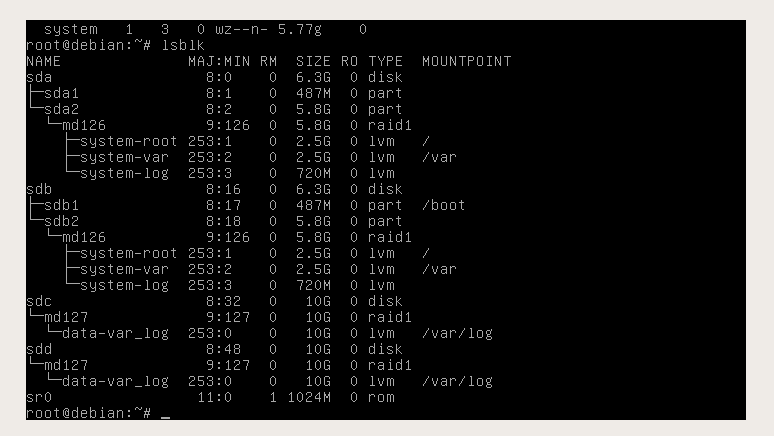 system   1   3   0 wz--n- 5.77g    0
root@debian:~# lsblk
NAME              MAJ:MIN RM  SIZE RO TYPE  MOUNTPOINT
sda                 8:0    0  6.3G  0 disk
├─sda1              8:1    0  487M  0 part
└─sda2              8:2    0  5.8G  0 part
  └─md126           9:126  0  5.8G  0 raid1
    ├─system-root 253:1    0  2.5G  0 lvm   /
    ├─system-var  253:2    0  2.5G  0 lvm   /var
    └─system-log  253:3    0  720M  0 lvm
sdb                 8:16   0  6.3G  0 disk
├─sdb1              8:17   0  487M  0 part  /boot
└─sdb2              8:18   0  5.8G  0 part
  └─md126           9:126  0  5.8G  0 raid1
    ├─system-root 253:1    0  2.5G  0 lvm   /
    ├─system-var  253:2    0  2.5G  0 lvm   /var
    └─system-log  253:3    0  720M  0 lvm
sdc                 8:32   0   10G  0 disk
└─md127             9:127  0   10G  0 raid1
  └─data-var_log  253:0    0   10G  0 lvm   /var/log
sdd                 8:48   0   10G  0 disk
└─md127             9:127  0   10G  0 raid1
  └─data-var_log  253:0    0   10G  0 lvm   /var/log
sr0                11:0    1 1024M  0 rom
root@debian:~# _